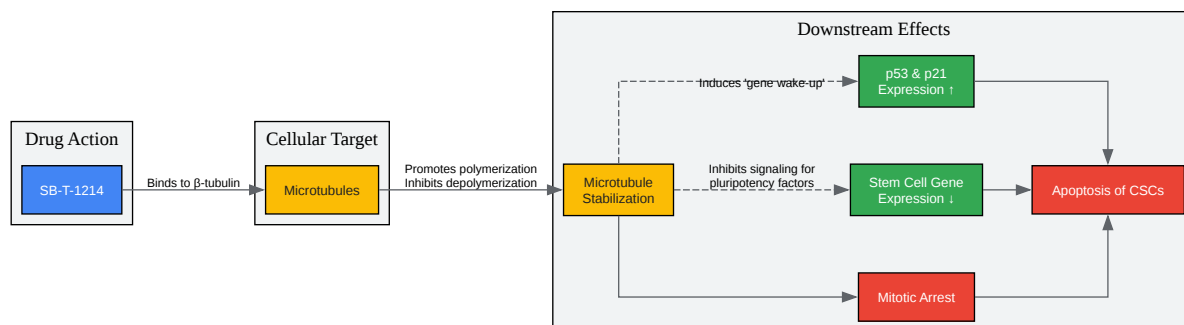 Downstream Effects
p53 & p21
Expression ↑
Induces 'gene wake-up'
Drug Action
SB-T-1214
Binds to β-tubulin
Cellular Target
Microtubules
Promotes polymerization
Inhibits depolymerization
Microtubule
Stabilization
Inhibits signaling for
pluripotency factors
Stem Cell Gene
Expression ↓
Apoptosis of CSCs
Mitotic Arrest